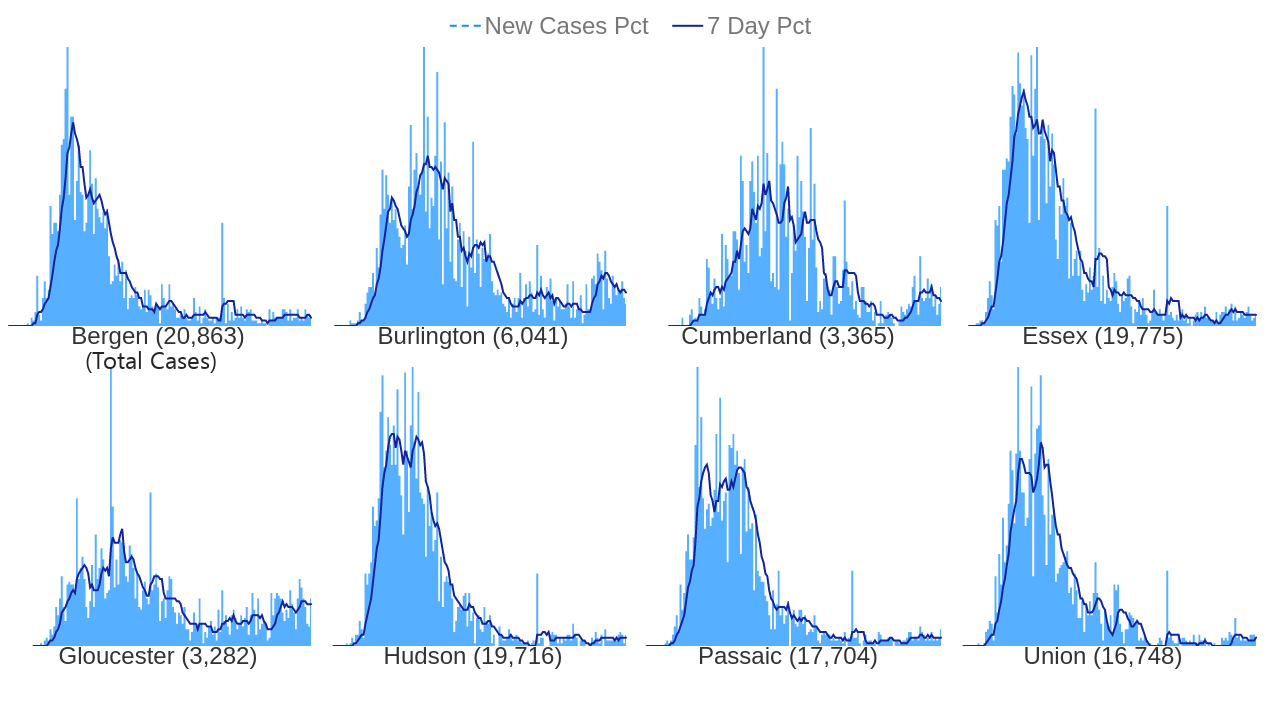 New Cases Pct 7 Day Pct
Bergen (20,863) Burlington (6,041) Cumberland (3,365) Essex (19,775)
(Total Cases)
Gloucester (3,282) Hudson (19,716) Passaic (17,704) Union (16,748)